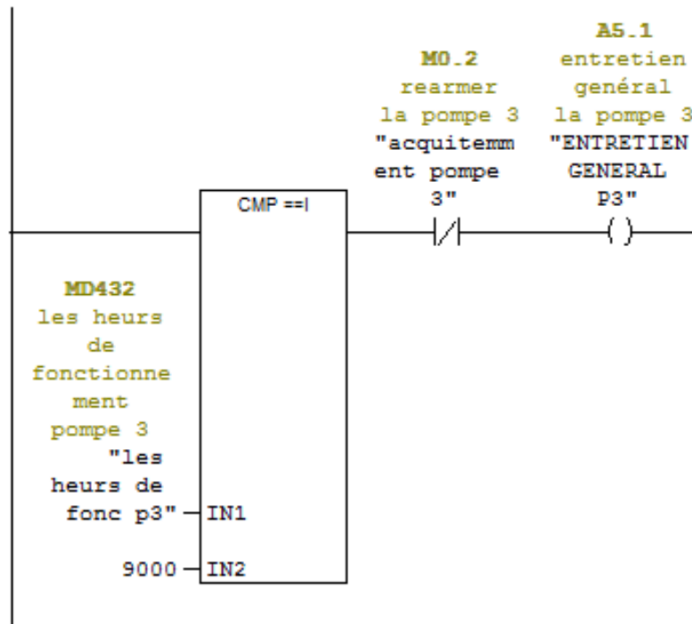 A5.1
M0.2 entretien
rearmer genéral
la pompe 3 la pompe 3
"acquitemm "ENTRETIEN
ent pompe GENERAL
3" P3"
CMP ==I
MD432
les heurs
de
fonctionne
ment
pompe 3
"les
heurs de
fonc p3" IN1
9000 IN2